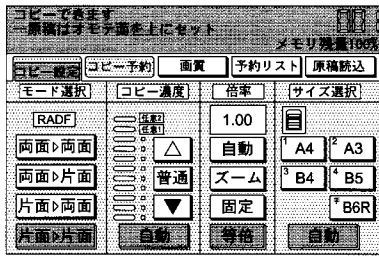 コピーできます
原稿はオモテ面を上にセット
メモリ残量100%
コピー設定 コピー予約 画質 予約リスト 原稿読込
モード選択 コピー濃度 倍率 サイズ選択
RADF 任意2 1.00
任意1
両面▷両面 △ 自動 1 A4 2 A3
両面▷片面 普通 ズーム 3 B4 4 B5
片面▷両面 ▼ 固定 * B6R
片面▷片面 自動 等倍 自動